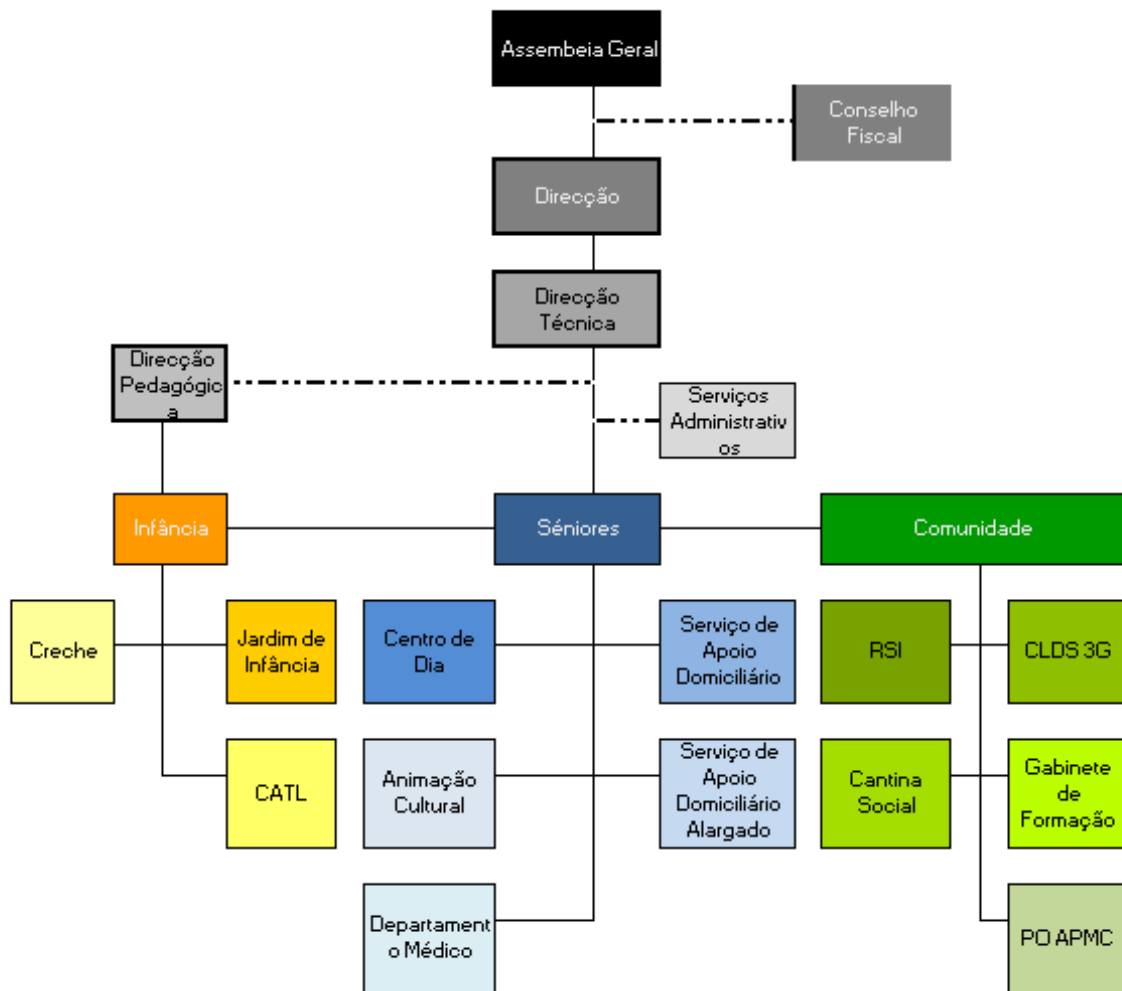 Assembeia Geral
Conselho
Fiscal
Direcção
Direcção
Técnica
Direcção
Pedagógic
a
Serviços
Administrativ
os
Infância
Séniores
Comunidade
Creche
Jardim de
Infância
Centro de
Dia
Serviço de
Apoio
Domiciliário
RSI
CLDS 3G
CATL
Animação
Cultural
Serviço de
Apoio
Domiciliário
Alargado
Cantina
Social
Gabinete
de
Formação
Departament
o Médico
PO APMC